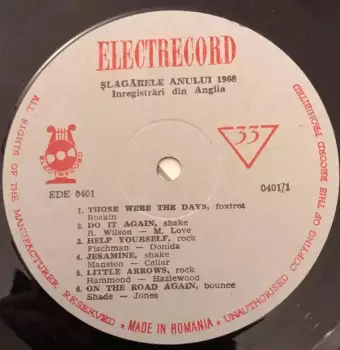 ELECTRECORD
ȘLAGĂRELE ANULUI 1968
Înregistrări din Anglia
ELECTRECORD
33
EDE 0401
0401/1
1. THOSE WERE THE DAYS, foxtrot
Roskin
2. DO IT AGAIN, shake
B. Wilson — M. Love
3. HELP YOURSELF, rock
Fischman — Donida
4. JESAMINE, shake
Manston — Cellar
5. LITTLE ARROWS, rock
Hammond — Hazlewood
6. ON THE ROAD AGAIN, bounce
Shade — Jones
ALL RIGHTS OF THE MANUFACTURER RESERVED ★ MADE IN ROMANIA ★ UNAUTHORISED COPYING OF THIS RECORD PROHIBITED